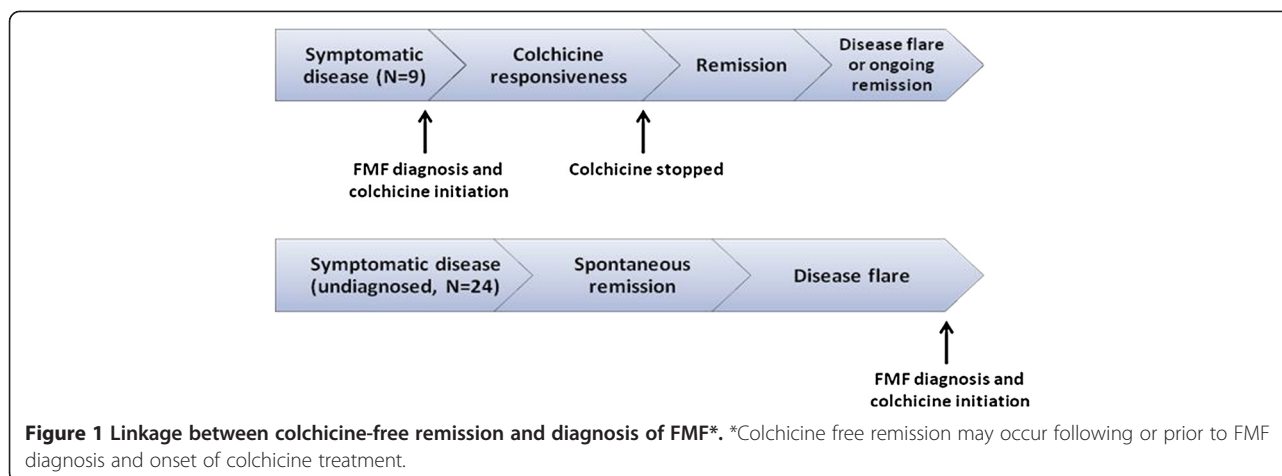 Symptomatic
disease (N=9)
Colchicine
responsiveness
Remission
Disease flare
or ongoing
remission
FMF diagnosis and
colchicine initiation
Colchicine stopped
Symptomatic disease
(undiagnosed, N=24)
Spontaneous
remission
Disease flare
FMF diagnosis and
colchicine initiation
Figure 1 Linkage between colchicine-free remission and diagnosis of FMF*. *Colchicine free remission may occur following or prior to FMF
diagnosis and onset of colchicine treatment.